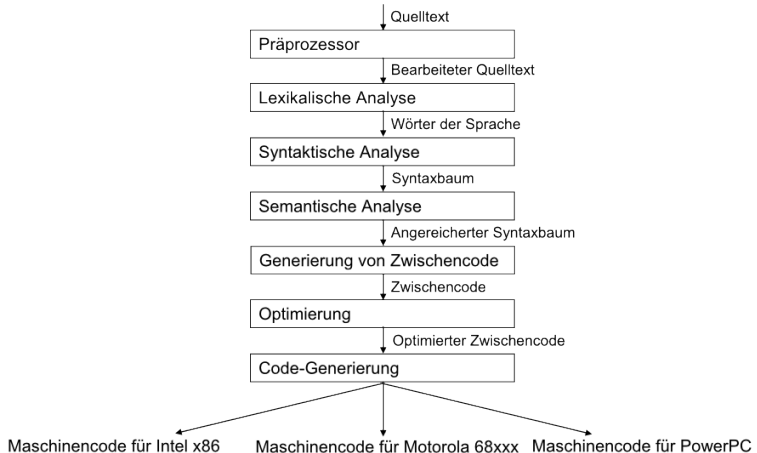 Quelltext
Präprozessor
Bearbeiteter Quelltext
Lexikalische Analyse
Wörter der Sprache
Syntaktische Analyse
Syntaxbaum
Semantische Analyse
Angereicherter Syntaxbaum
Generierung von Zwischencode
Zwischencode
Optimierung
Optimierter Zwischencode
Code-Generierung
Maschinencode für Intel x86
Maschinencode für Motorola 68xxx
Maschinencode für PowerPC